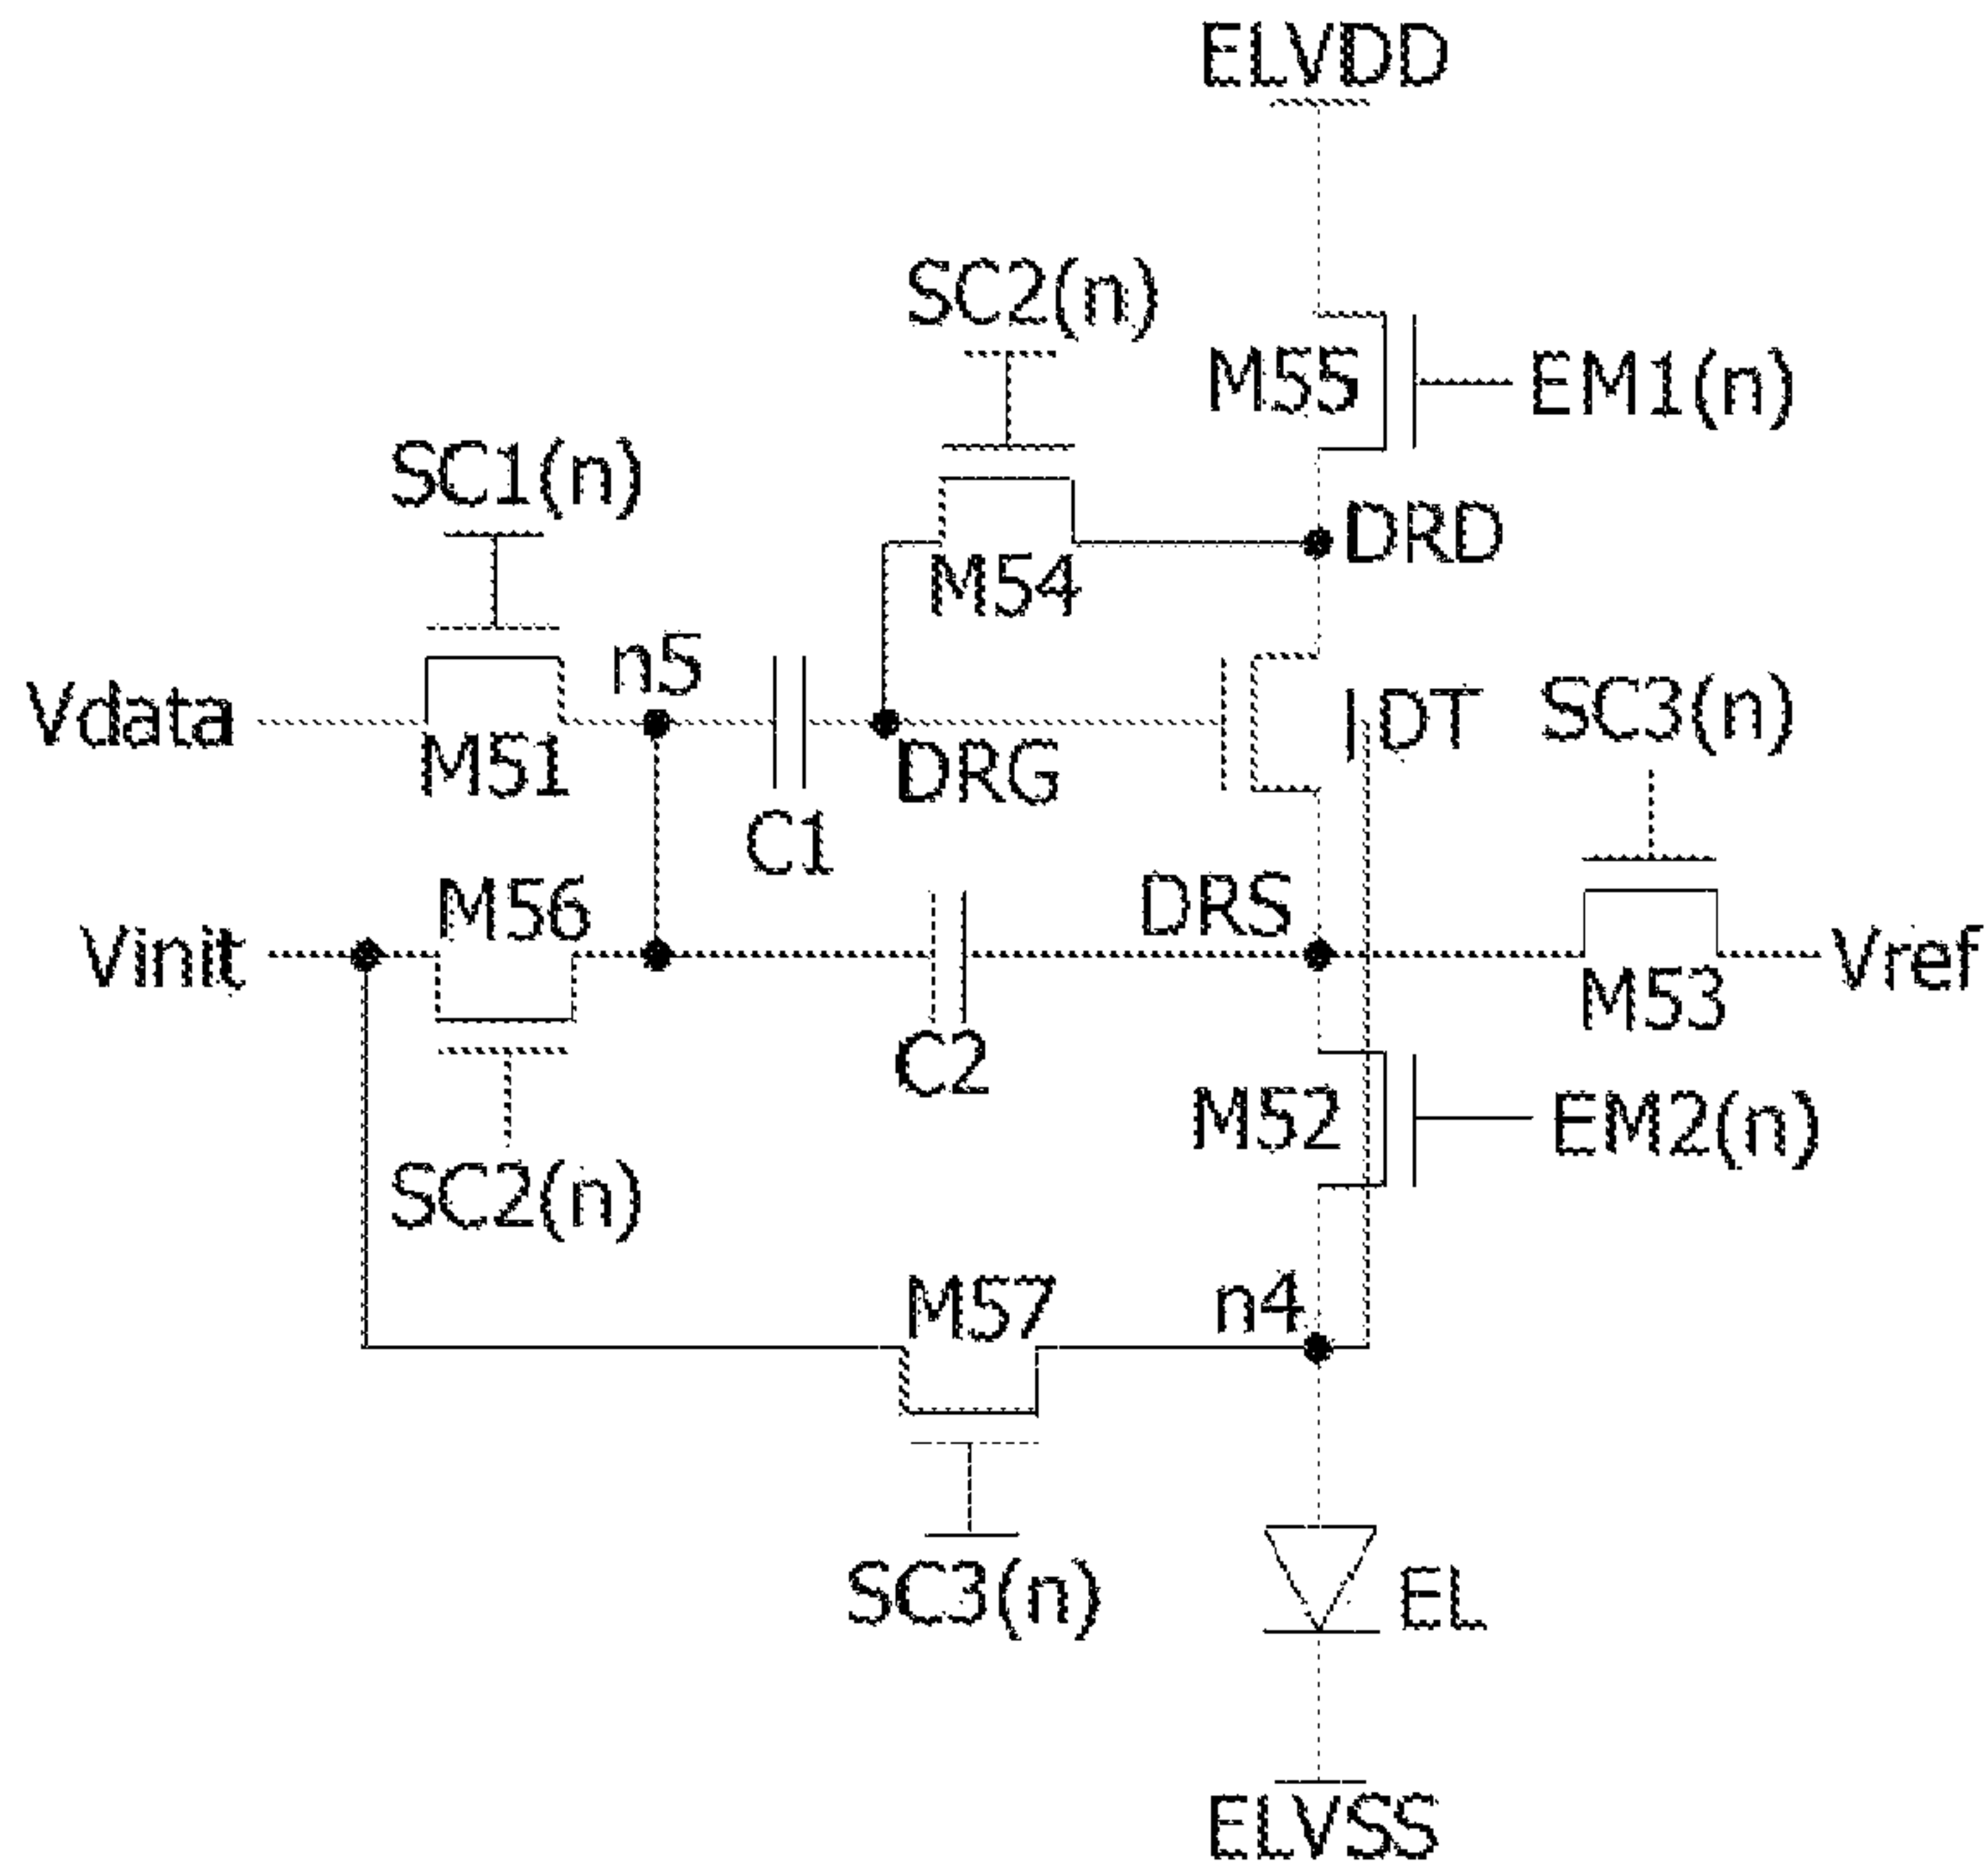 ELVDD
SC2(n)
M55
EM1(n)
SC1(n)
DRD
M54
n5
Vdata
DT
SC3(n)
M51
DRG
C1
M56
DRS
Vinit
Vref
M53
C2
M52
EM2(n)
SC2(n)
M57
n4
SC3(n)
EL
ELVSS